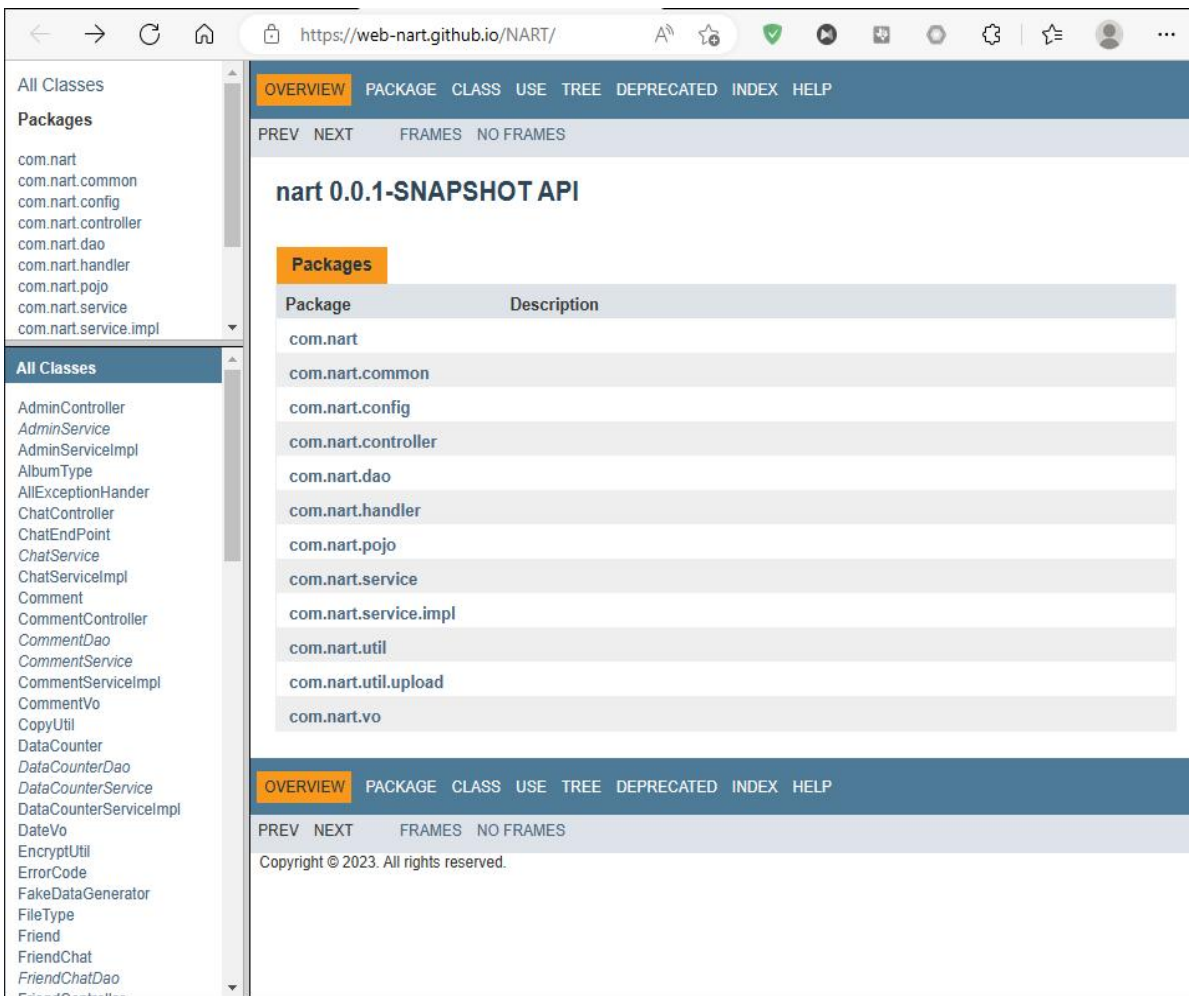 https://web-nart.github.io/NART/
All Classes
Packages
com.nart
com.nart.common
com.nart.config
com.nart.controller
com.nart.dao
com.nart.handler
com.nart.pojo
com.nart.service
com.nart.service.impl
All Classes
AdminController
AdminService
AdminServiceImpl
AlbumType
AllExceptionHander
ChatController
ChatEndPoint
ChatService
ChatServiceImpl
Comment
CommentController
CommentDao
CommentService
CommentServiceImpl
CommentVo
CopyUtil
DataCounter
DataCounterDao
DataCounterService
DataCounterServiceImpl
DateVo
EncryptUtil
ErrorCode
FakeDataGenerator
FileType
Friend
FriendChat
FriendChatDao
OVERVIEW PACKAGE CLASS USE TREE DEPRECATED INDEX HELP
PREV NEXT FRAMES NO FRAMES
nart 0.0.1-SNAPSHOT API
Packages
Package Description
com.nart
com.nart.common
com.nart.config
com.nart.controller
com.nart.dao
com.nart.handler
com.nart.pojo
com.nart.service
com.nart.service.impl
com.nart.util
com.nart.util.upload
com.nart.vo
OVERVIEW PACKAGE CLASS USE TREE DEPRECATED INDEX HELP
PREV NEXT FRAMES NO FRAMES
Copyright © 2023. All rights reserved.